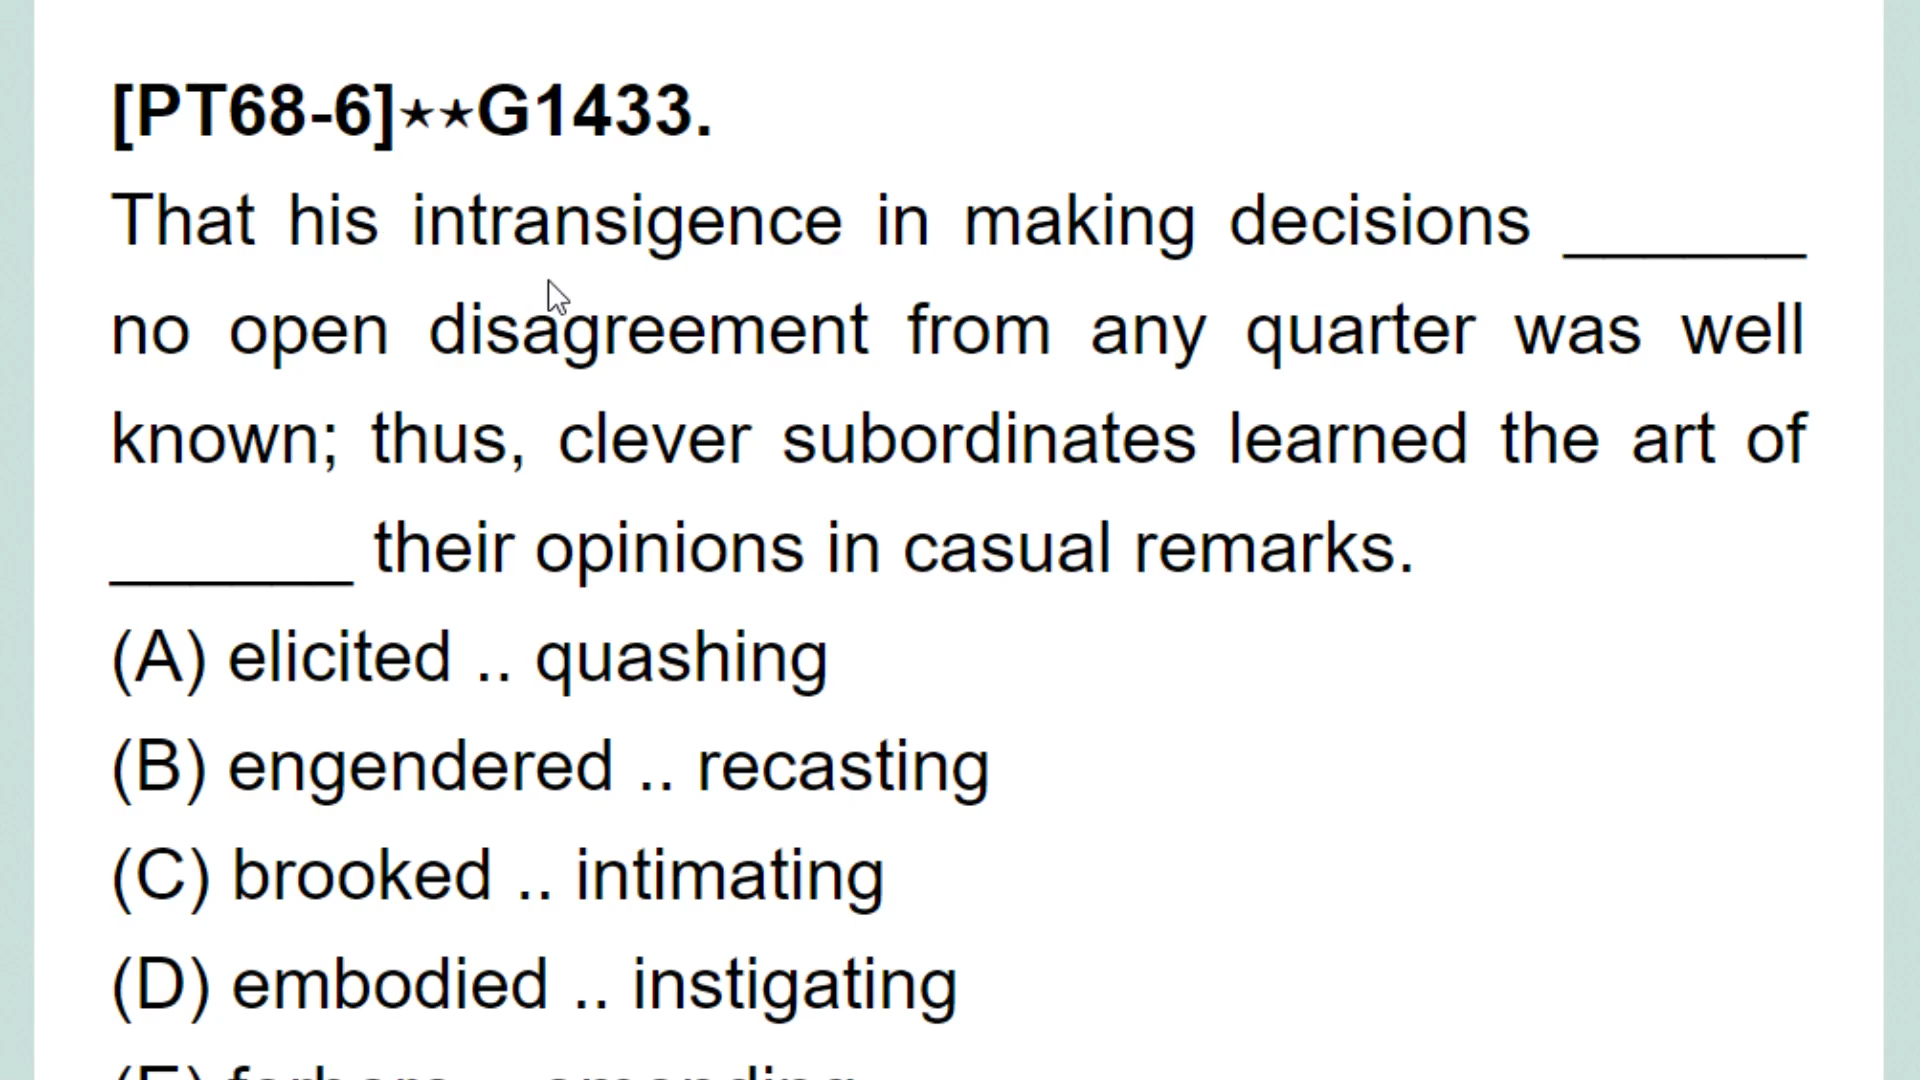 [PT68-6]⋆⋆G1433.
That his intransigence in making decisions ______
no open disagreement from any quarter was well
known; thus, clever subordinates learned the art of
______ their opinions in casual remarks.
(A) elicited .. quashing
(B) engendered .. recasting
(C) brooked .. intimating
(D) embodied .. instigating
(E) forbore .. amending